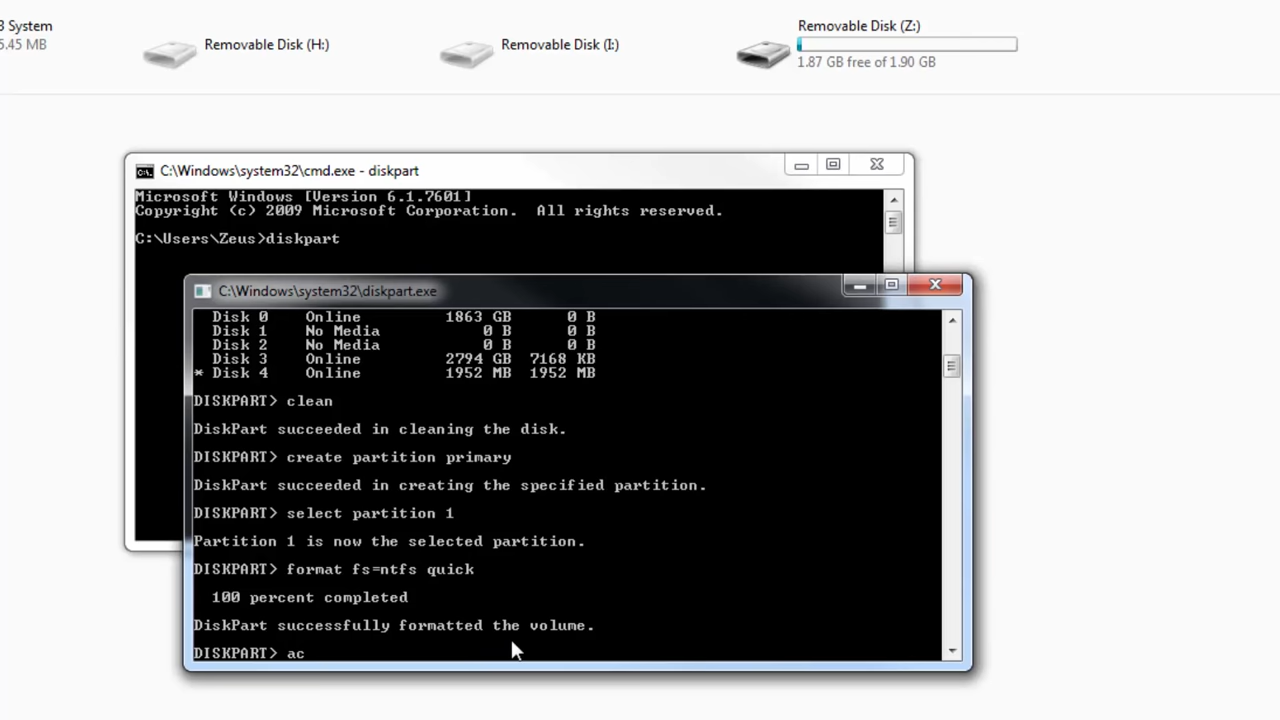 3 System
5.45 MB
Removable Disk (H:)
Removable Disk (I:)
Removable Disk (Z:)
1.87 GB free of 1.90 GB
C:\Windows\system32\cmd.exe - diskpart
Microsoft Windows [Version 6.1.7601]
Copyright (c) 2009 Microsoft Corporation.  All rights reserved.
C:\Users\Zeus>diskpart
C:\Windows\system32\diskpart.exe
Disk 0    Online    1863 GB    0 B
Disk 1    No Media    0 B    0 B
Disk 2    No Media    0 B    0 B
Disk 3    Online    2794 GB    7168 KB
* Disk 4    Online    1952 MB    1952 MB
DISKPART> clean
DiskPart succeeded in cleaning the disk.
DISKPART> create partition primary
DiskPart succeeded in creating the specified partition.
DISKPART> select partition 1
Partition 1 is now the selected partition.
DISKPART> format fs=ntfs quick
100 percent completed
DiskPart successfully formatted the volume.
DISKPART> ac